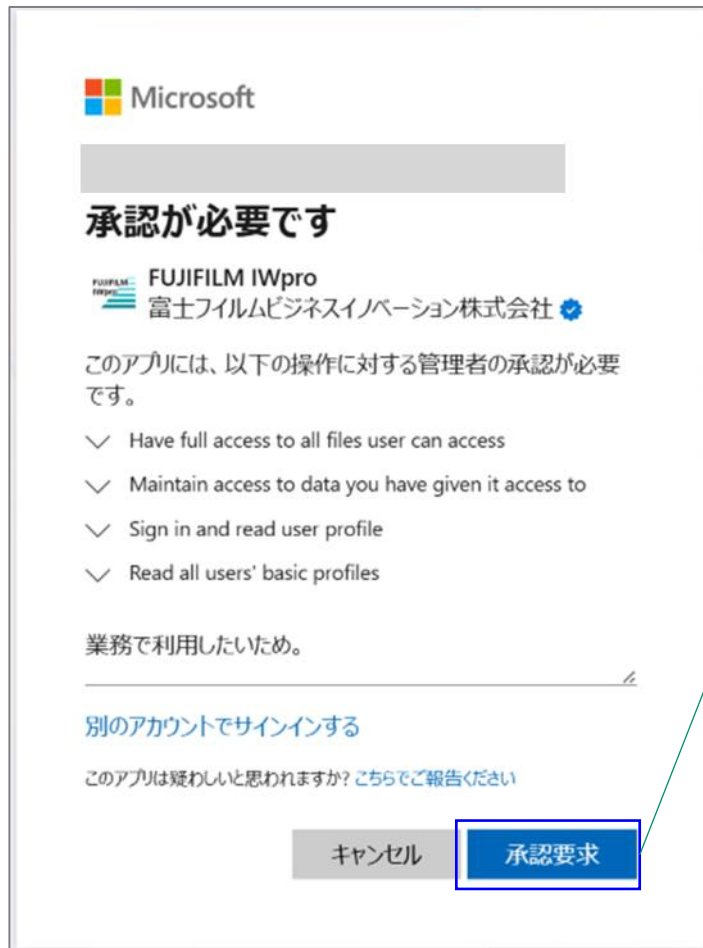 Microsoft
承認が必要です
FUJIFILM
IWpro
FUJIFILM IWpro
富士フイルムビジネスイノベーション株式会社
このアプリには、以下の操作に対する管理者の承認が必要
です。
Have full access to all files user can access
Maintain access to data you have given it access to
Sign in and read user profile
Read all users' basic profiles
業務で利用したいため。
別のアカウントでサインインする
このアプリは疑わしいと思われますか? こちらでご報告ください
キャンセル
承認要求